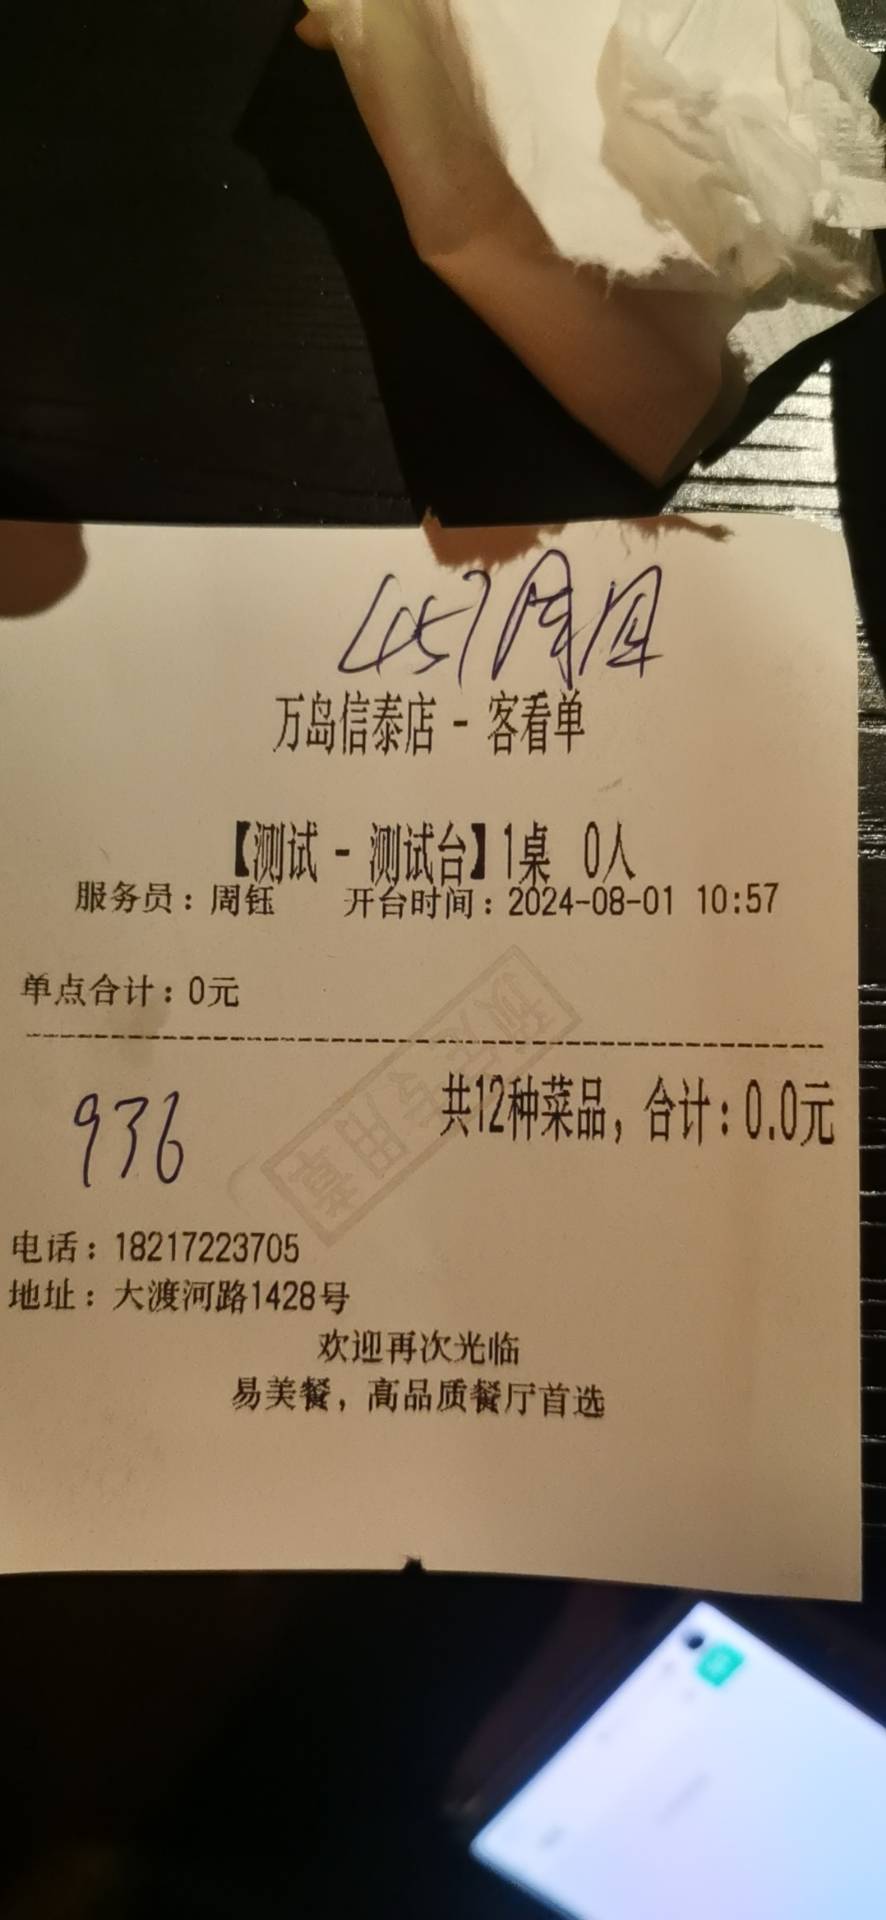 457
万岛信泰店 - 客看单
【测试 - 测试台】1桌 0人
服务员：周钰 开台时间：2024-08-01 10:57
单点合计：0元
共12种菜品，合计：0.0元
936
电话：18217223705
地址：大渡河路1428号
欢迎再次光临
易美餐，高品质餐厅首选